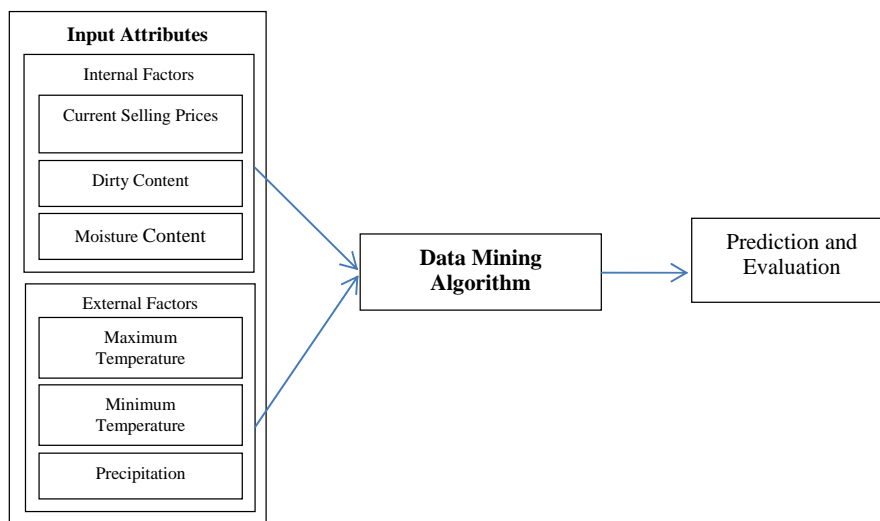 Input Attributes
Internal Factors
Current Selling Prices
Dirty Content
Moisture Content
External Factors
Maximum
Temperature
Minimum
Temperature
Precipitation
Data Mining
Algorithm
Prediction and
Evaluation